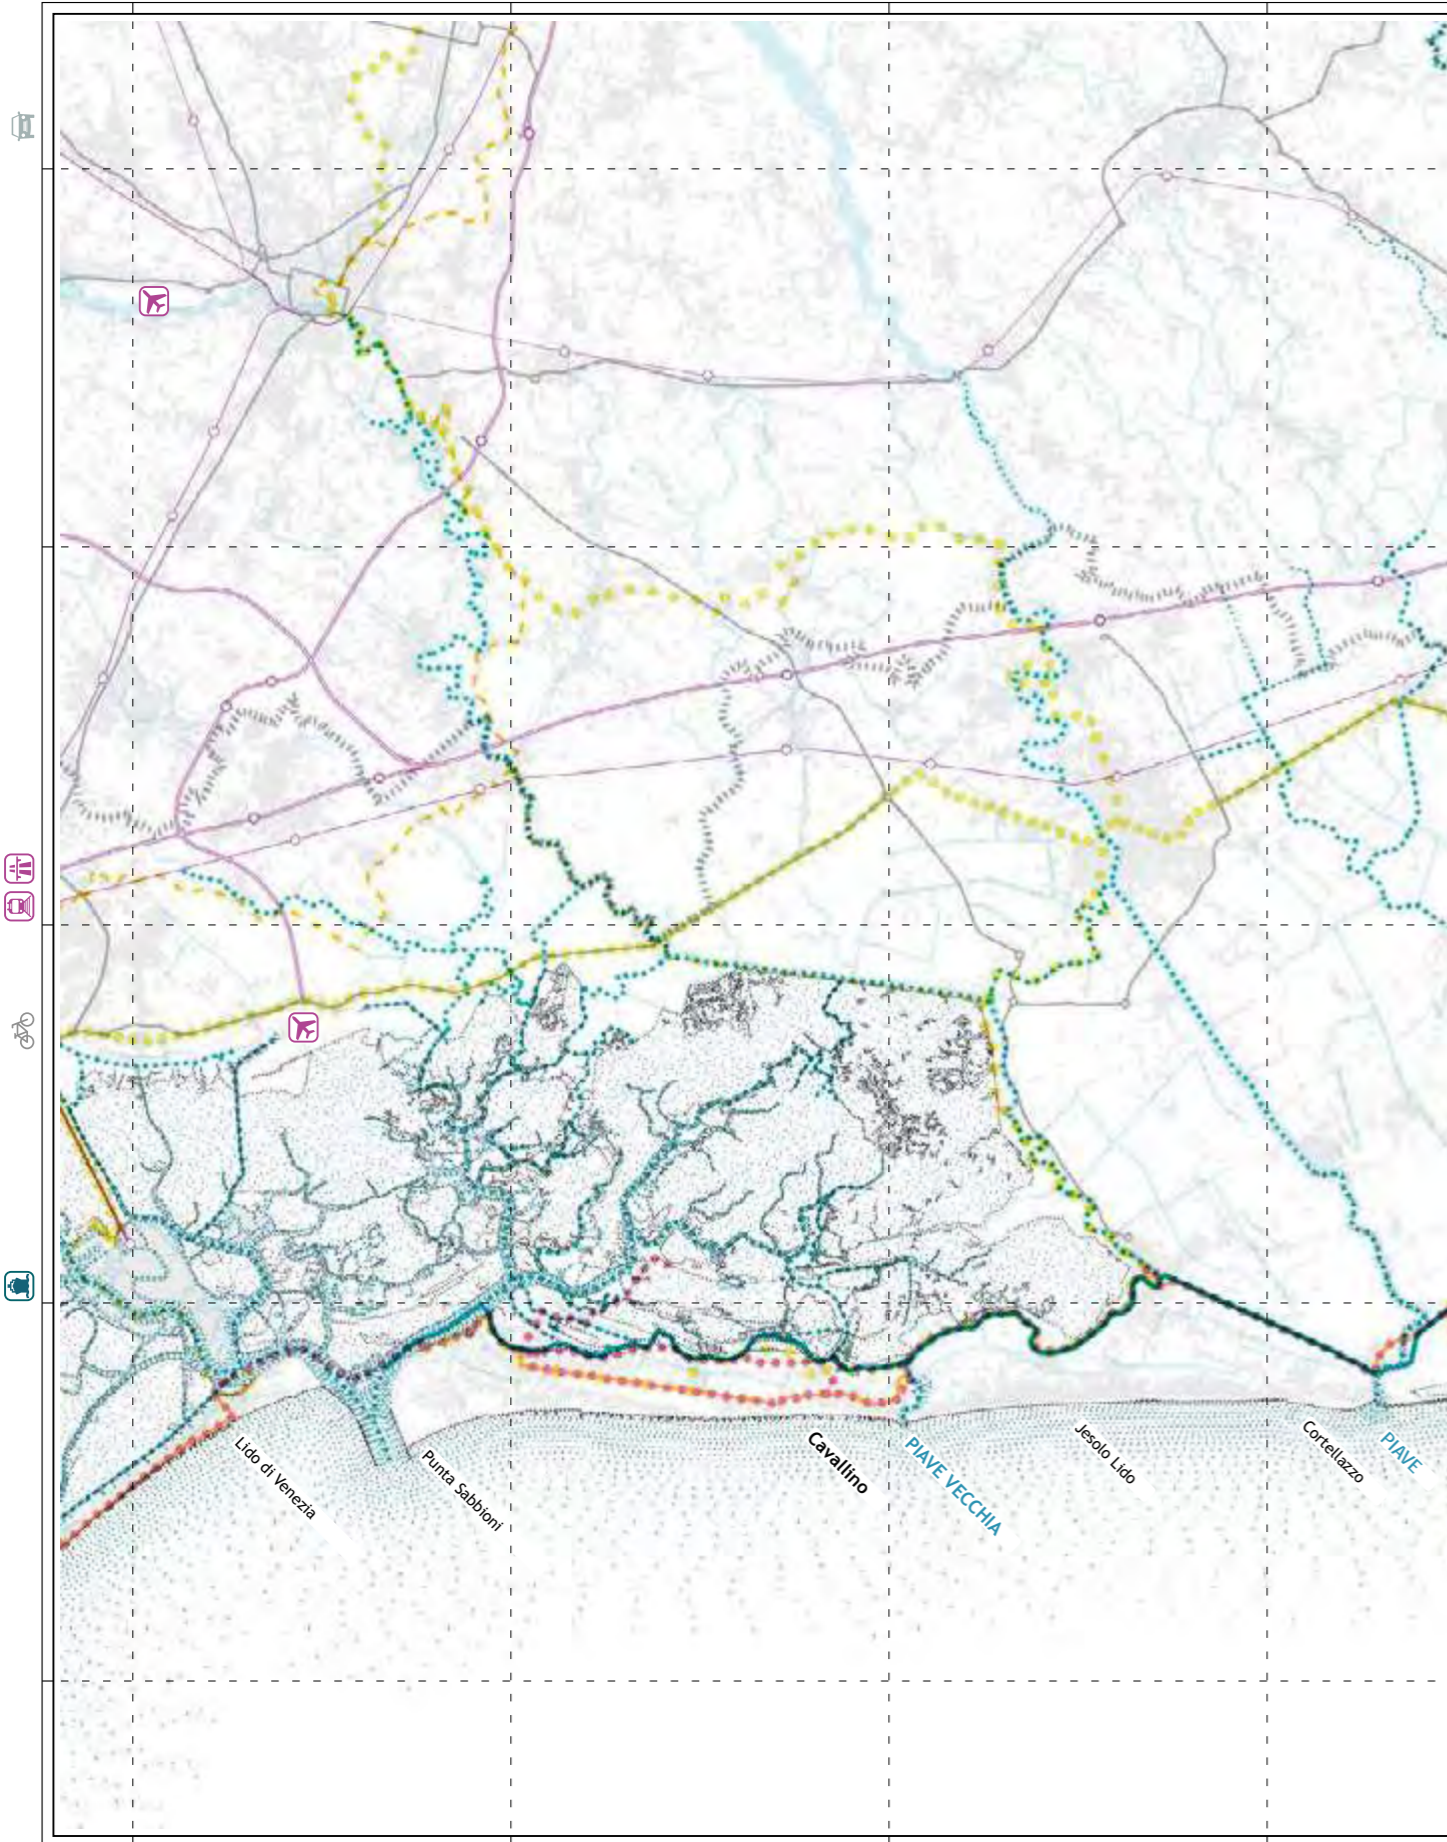 Lido di Venezia
Punta Sabbioni
Cavallino
PIAVE VECCHIA
Jesolo Lido
Cortellazzo
PIAVE